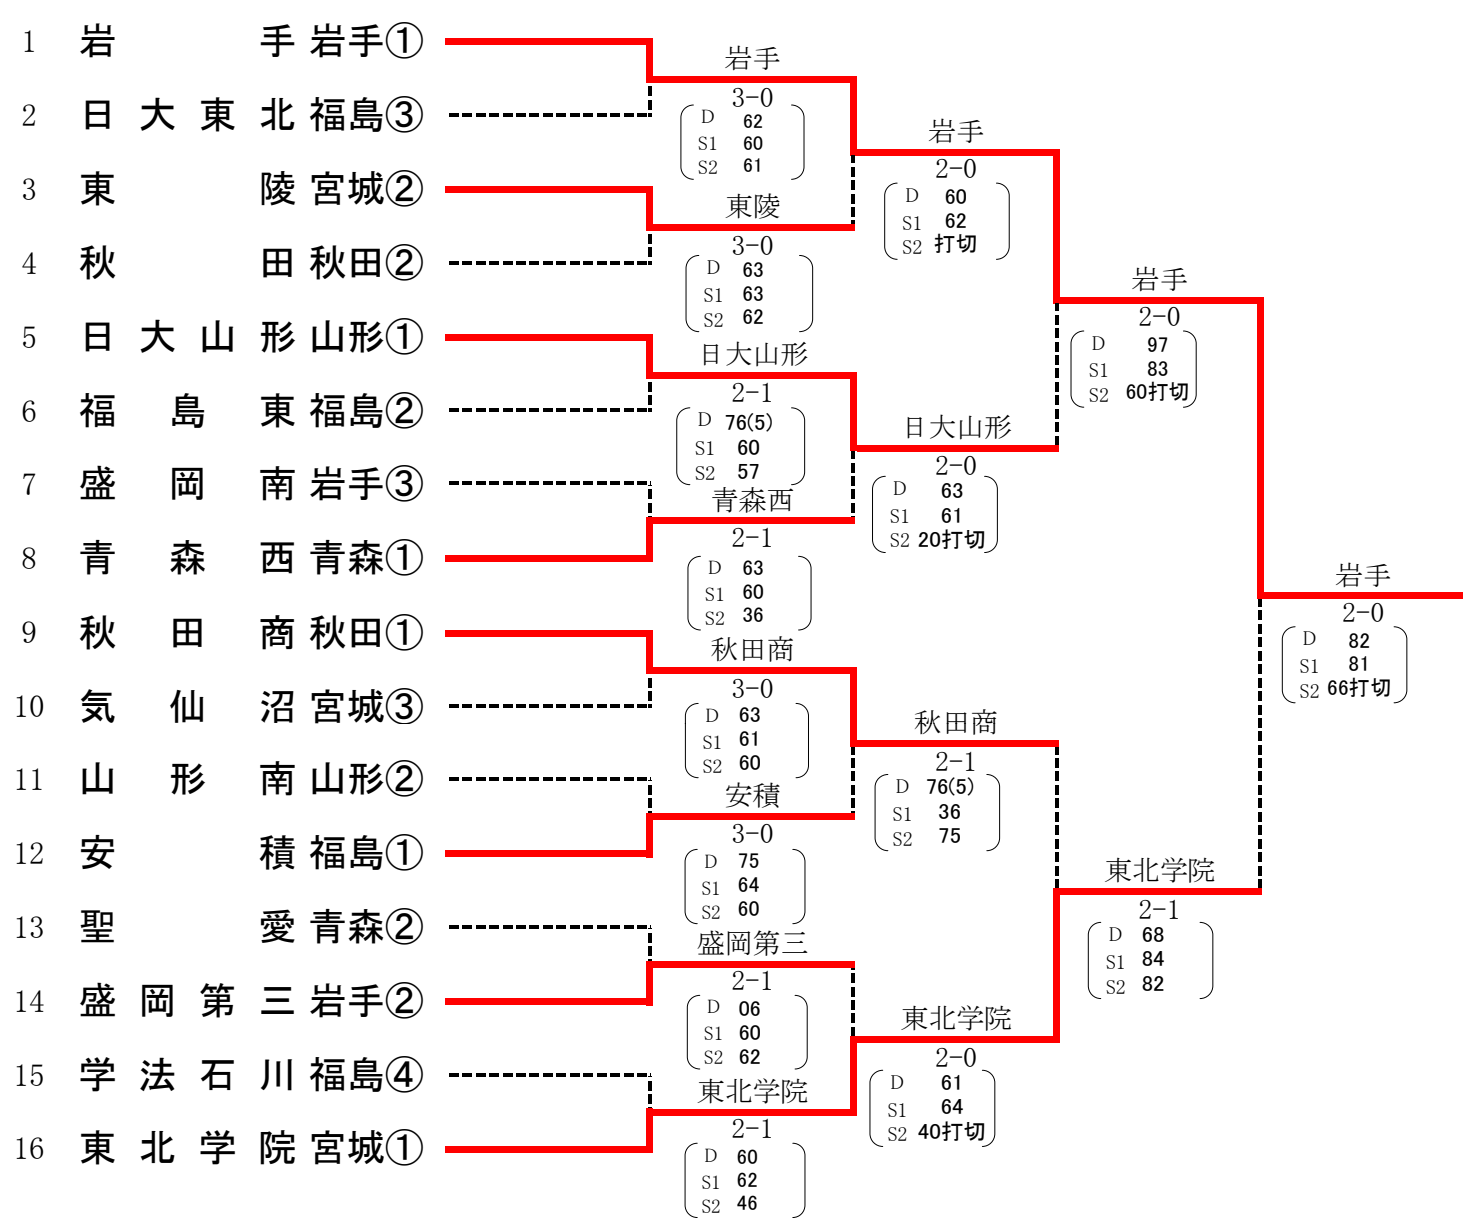 1 岩手 岩手①
2 日大東北 福島③
3 東陵 宮城②
4 秋田 秋田②
5 日大山形 山形①
6 福島東 福島②
7 盛岡南 岩手③
8 青森西 青森①
9 秋田商 秋田①
10 気仙沼 宮城③
11 山形南 山形②
12 安積 福島①
13 聖愛 青森②
14 盛岡第三 岩手②
15 学法石川 福島④
16 東北学院 宮城①
岩手
3-0
D 62
S1 60
S2 61
東陵
3-0
D 63
S1 63
S2 62
日大山形
2-1
D 76(5)
S1 60
S2 57
青森西
2-1
D 63
S1 60
S2 36
秋田商
3-0
D 63
S1 61
S2 60
安積
3-0
D 75
S1 64
S2 60
盛岡第三
2-1
D 06
S1 60
S2 62
東北学院
2-1
D 60
S1 62
S2 46
岩手
2-0
D 60
S1 62
S2 打切
日大山形
2-0
D 63
S1 61
S2 20打切
秋田商
2-1
D 76(5)
S1 36
S2 75
東北学院
2-0
D 61
S1 64
S2 40打切
岩手
2-0
D 97
S1 83
S2 60打切
東北学院
2-1
D 68
S1 84
S2 82
岩手
2-0
D 82
S1 81
S2 66打切